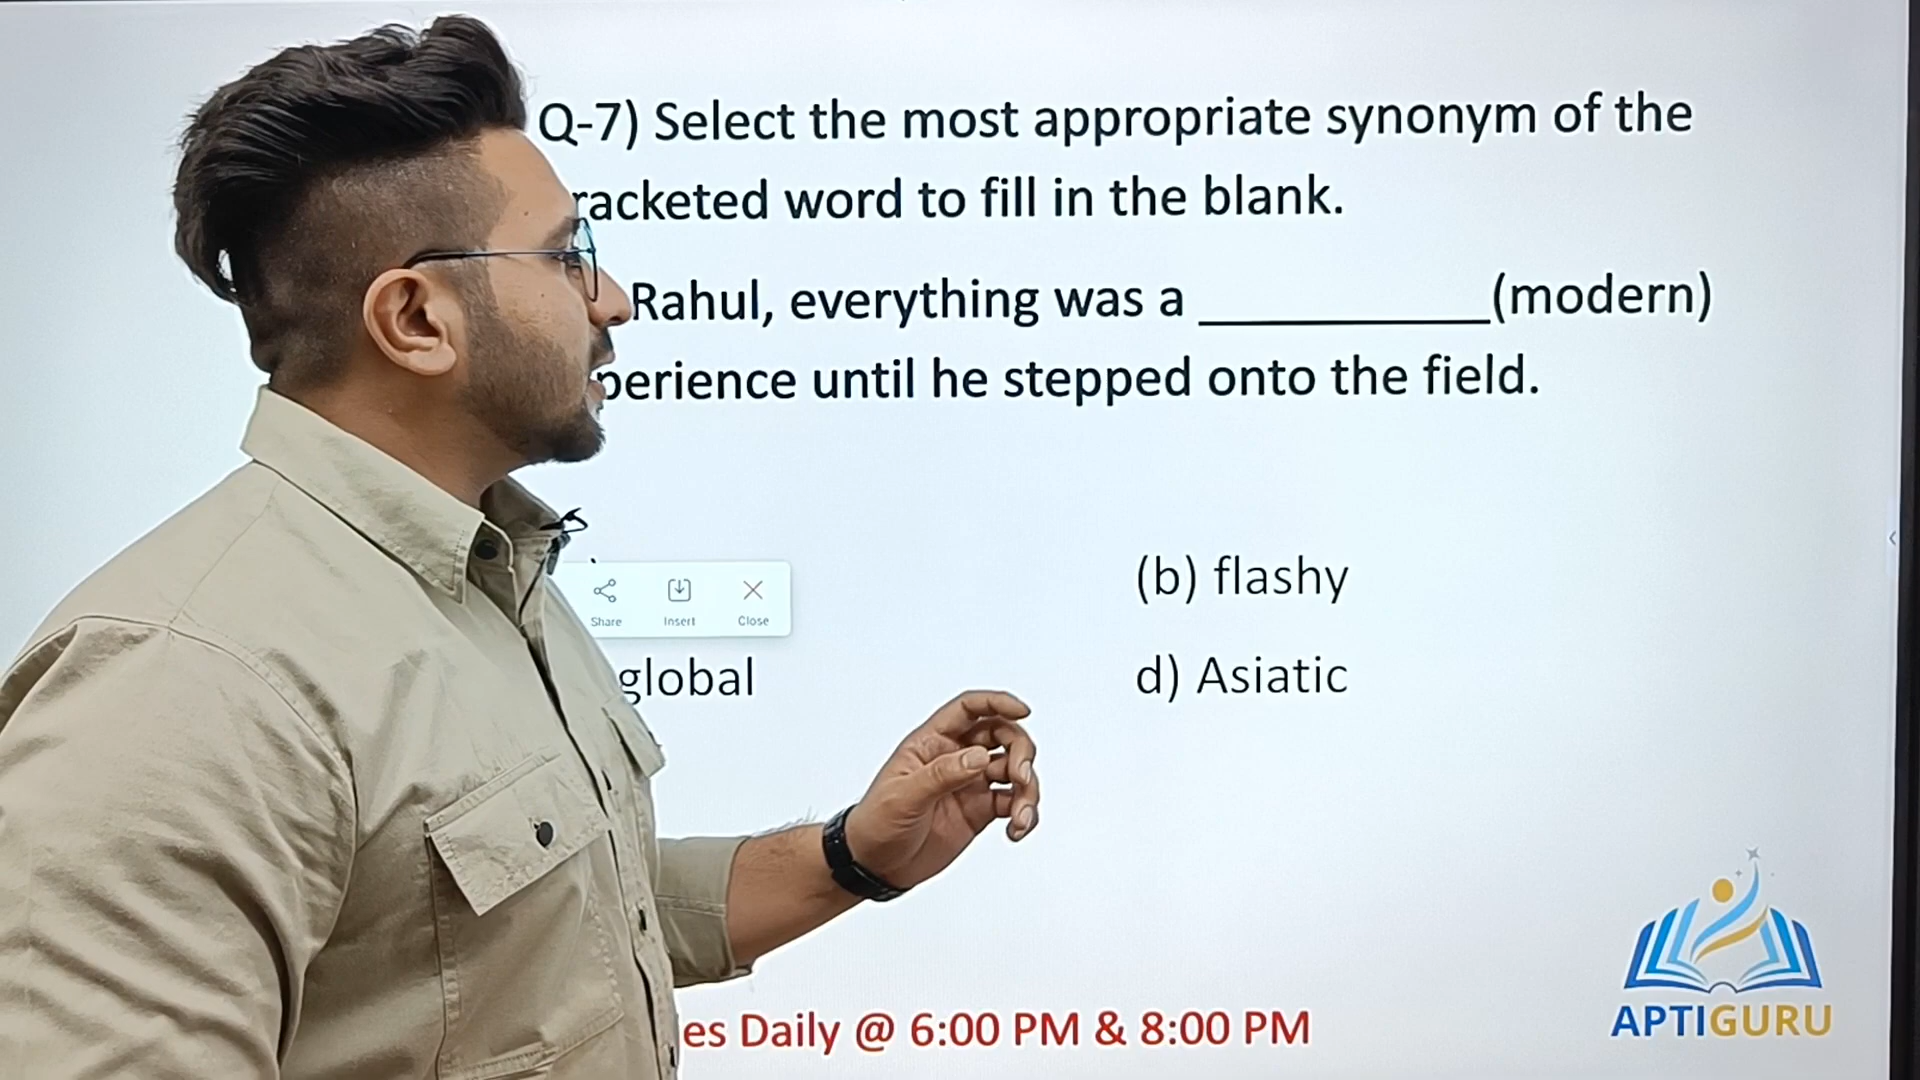 Q-7) Select the most appropriate synonym of the
racketed word to fill in the blank.
Rahul, everything was a __________(modern)
perience until he stepped onto the field.
(b) flashy
Share Insert Close
global
d) Asiatic
APTIGURU
es Daily @ 6:00 PM & 8:00 PM